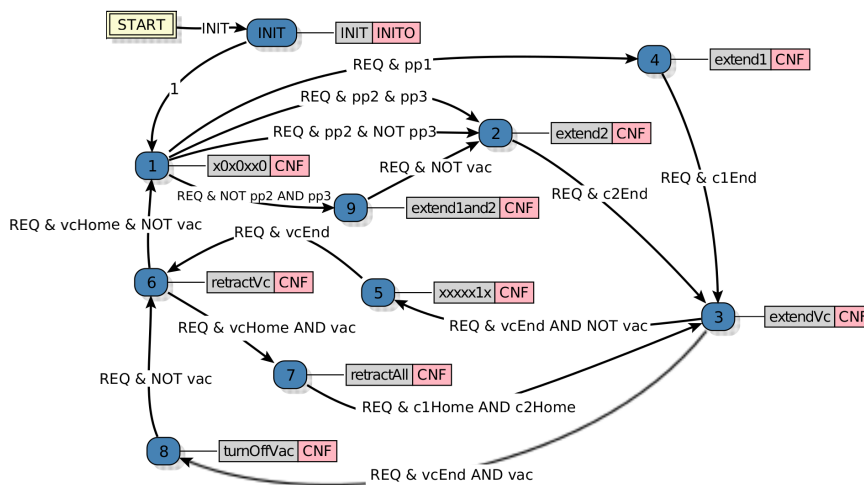 START
INIT
INIT
INIT INITO
1
REQ & pp1
4
extend1 CNF
REQ & pp2 & pp3
REQ & pp2 & NOT pp3
2
extend2 CNF
1
x0x0xx0 CNF
REQ & NOT vac
REQ & c1End
REQ & NOT pp2 AND pp3
REQ & c2End
9
extend1and2 CNF
REQ & vcHome & NOT vac
REQ & vcEnd
6
retractVc CNF
5
xxxxx1x CNF
3
extendVc CNF
REQ & vcHome AND vac
REQ & vcEnd AND NOT vac
7
retractAll CNF
REQ & NOT vac
REQ & c1Home AND c2Home
8
turnOffVac CNF
REQ & vcEnd AND vac